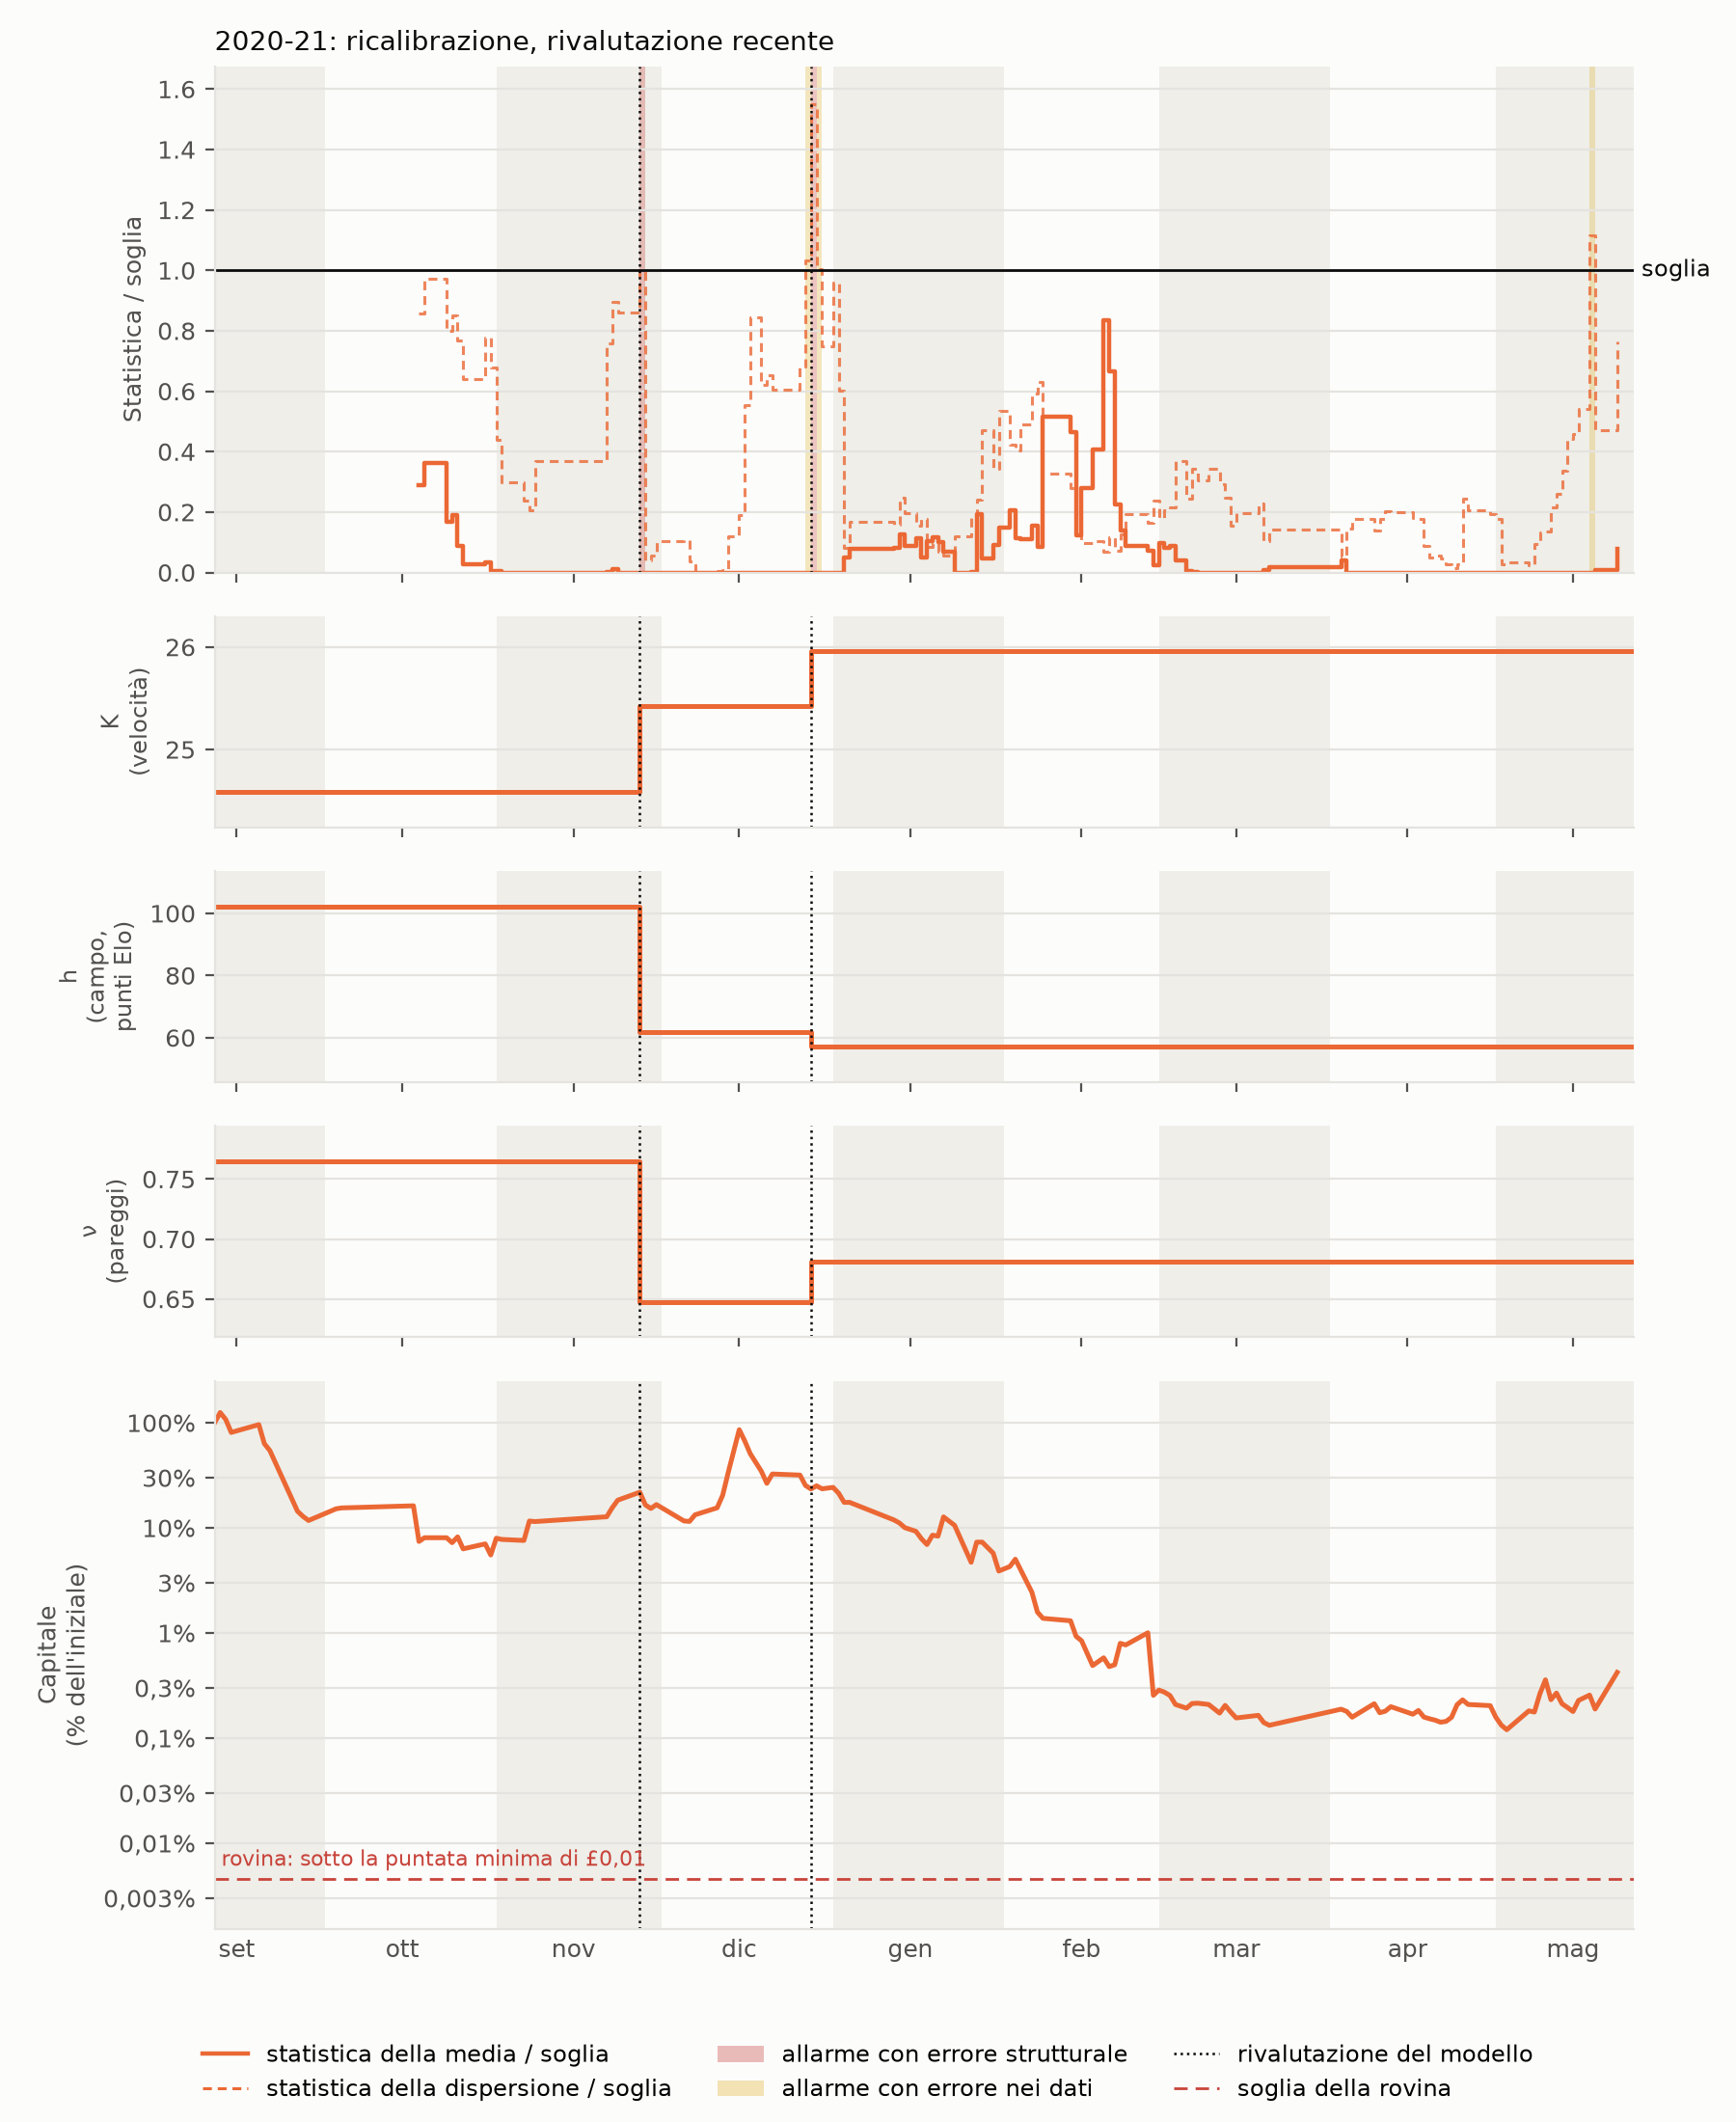 2020-21: ricalibrazione, rivalutazione recente
1.6
1.4
1.2
1.0
0.8
0.6
0.4
0.2
0.0
Statistica / soglia
soglia
26
25
K
(velocità)
100
80
60
h
(campo,
punti Elo)
0.75
0.70
0.65
ν
(pareggi)
100%
30%
10%
3%
1%
0,3%
0,1%
0,03%
0,01%
0,003%
Capitale
(% dell'iniziale)
rovina: sotto la puntata minima di £0,01
set ott nov dic gen feb mar apr mag
statistica della media / soglia
statistica della dispersione / soglia
allarme con errore strutturale
allarme con errore nei dati
rivalutazione del modello
soglia della rovina